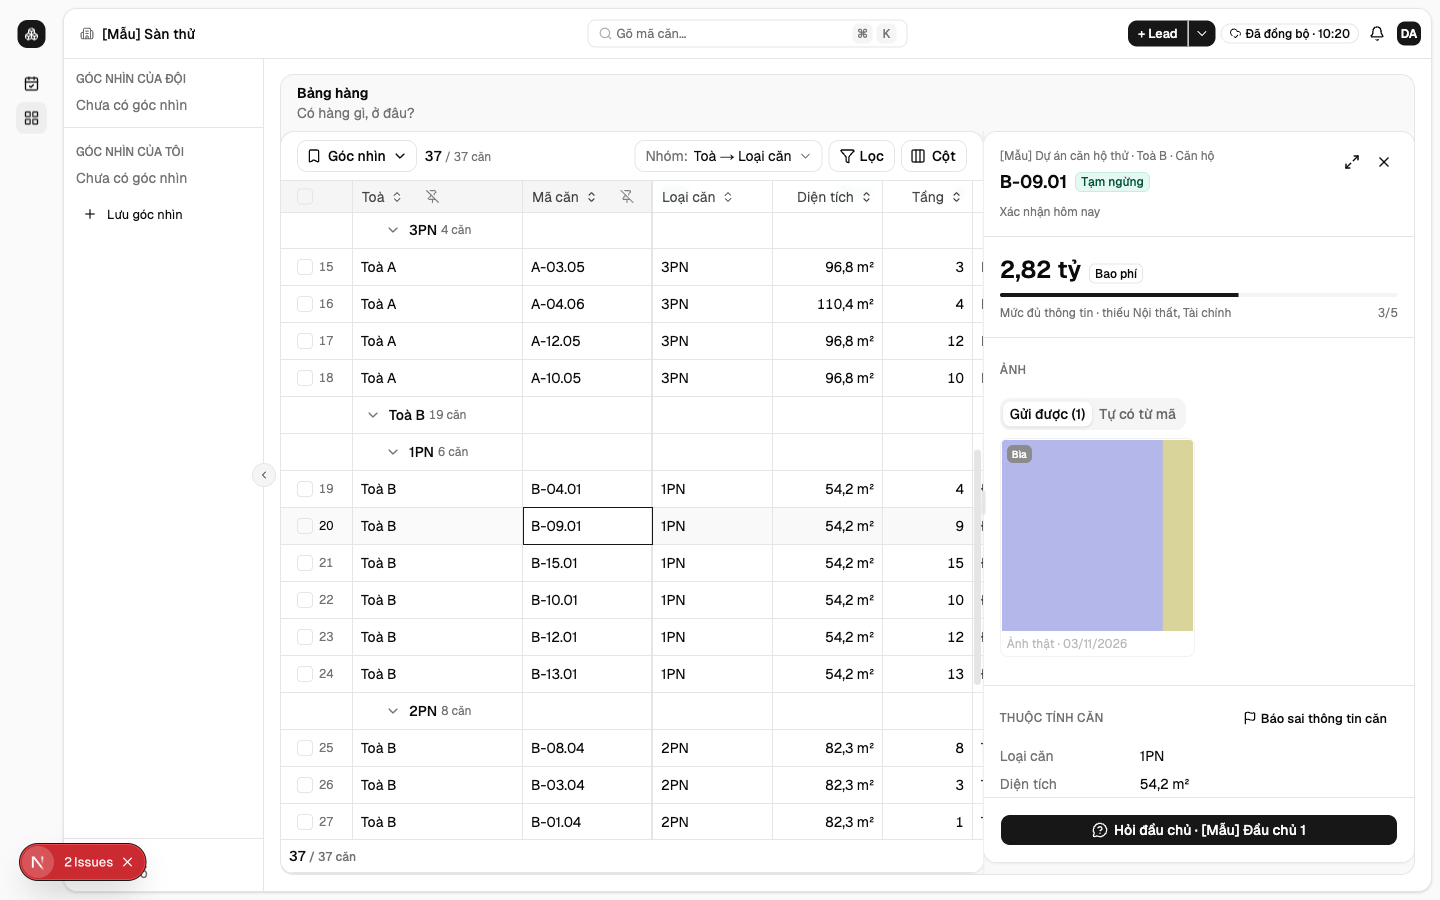 [Mẫu] Sàn thử
Gõ mã căn...
⌘ K
+ Lead
Đã đồng bộ · 10:20
DA
GÓC NHÌN CỦA ĐỘI
Chưa có góc nhìn
GÓC NHÌN CỦA TÔI
Chưa có góc nhìn
+ Lưu góc nhìn
Bảng hàng
Có hàng gì, ở đâu?
Góc nhìn
37 / 37 căn
Nhóm: Toà → Loại căn
Lọc
Cột
Toà Mã căn Loại căn Diện tích Tầng
3PN 4 căn
15 Toà A A-03.05 3PN 96,8 m² 3
16 Toà A A-04.06 3PN 110,4 m² 4
17 Toà A A-12.05 3PN 96,8 m² 12
18 Toà A A-10.05 3PN 96,8 m² 10
Toà B 19 căn
1PN 6 căn
19 Toà B B-04.01 1PN 54,2 m² 4
20 Toà B B-09.01 1PN 54,2 m² 9
21 Toà B B-15.01 1PN 54,2 m² 15
22 Toà B B-10.01 1PN 54,2 m² 10
23 Toà B B-12.01 1PN 54,2 m² 12
24 Toà B B-13.01 1PN 54,2 m² 13
2PN 8 căn
25 Toà B B-08.04 2PN 82,3 m² 8
26 Toà B B-03.04 2PN 82,3 m² 3
27 Toà B B-01.04 2PN 82,3 m² 1
37 / 37 căn
[Mẫu] Dự án căn hộ thử · Toà B · Căn hộ
B-09.01 Tạm ngừng
Xác nhận hôm nay
2,82 tỷ Bao phí
Mức đủ thông tin · thiếu Nội thất, Tài chính 3/5
ẢNH
Gửi được (1) Tự có từ mã
Bìa
Ảnh thật · 03/11/2026
THUỘC TÍNH CĂN
Báo sai thông tin căn
Loại căn 1PN
Diện tích 54,2 m²
Hỏi đầu chủ · [Mẫu] Đầu chủ 1
N 2 Issues